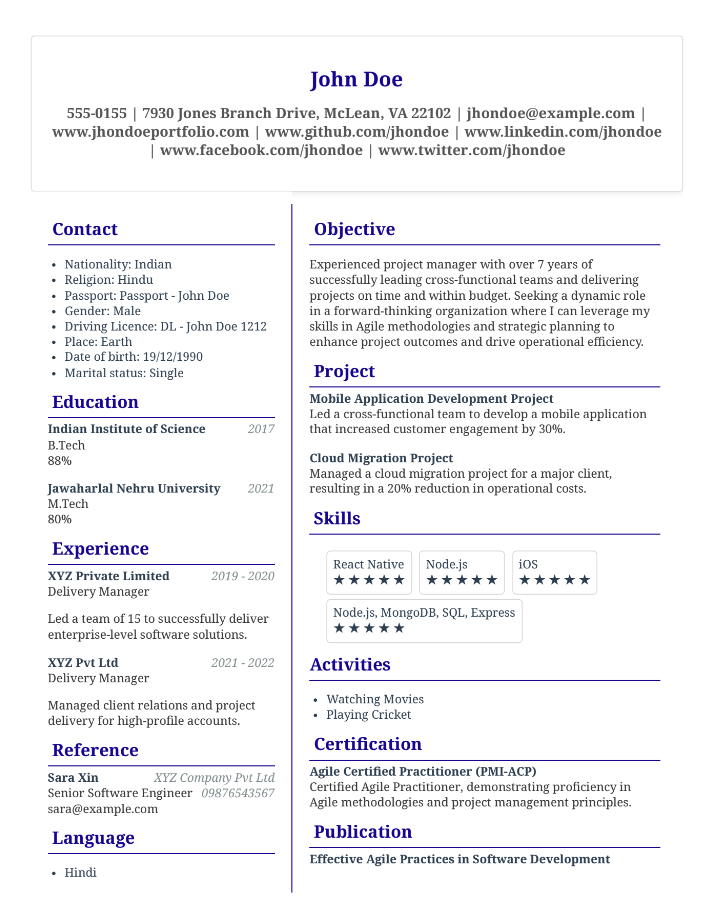 John Doe
555-0155 | 7930 Jones Branch Drive, McLean, VA 22102 | jhondoe@example.com |
www.jhondoeportfolio.com | www.github.com/jhondoe | www.linkedin.com/jhondoe
| www.facebook.com/jhondoe | www.twitter.com/jhondoe
Contact
• Nationality: Indian
• Religion: Hindu
• Passport: Passport - John Doe
• Gender: Male
• Driving Licence: DL - John Doe 1212
• Place: Earth
• Date of birth: 19/12/1990
• Marital status: Single
Education
Indian Institute of Science 2017
B.Tech
88%
Jawaharlal Nehru University 2021
M.Tech
80%
Experience
XYZ Private Limited 2019 - 2020
Delivery Manager
Led a team of 15 to successfully deliver
enterprise-level software solutions.
XYZ Pvt Ltd 2021 - 2022
Delivery Manager
Managed client relations and project
delivery for high-profile accounts.
Reference
Sara Xin XYZ Company Pvt Ltd
Senior Software Engineer 09876543567
sara@example.com
Language
• Hindi
Objective
Experienced project manager with over 7 years of
successfully leading cross-functional teams and delivering
projects on time and within budget. Seeking a dynamic role
in a forward-thinking organization where I can leverage my
skills in Agile methodologies and strategic planning to
enhance project outcomes and drive operational efficiency.
Project
Mobile Application Development Project
Led a cross-functional team to develop a mobile application
that increased customer engagement by 30%.
Cloud Migration Project
Managed a cloud migration project for a major client,
resulting in a 20% reduction in operational costs.
Skills
React Native Node.js iOS
★★★★★ ★★★★★ ★★★★★
Node.js, MongoDB, SQL, Express
★★★★★
Activities
• Watching Movies
• Playing Cricket
Certification
Agile Certified Practitioner (PMI-ACP)
Certified Agile Practitioner, demonstrating proficiency in
Agile methodologies and project management principles.
Publication
Effective Agile Practices in Software Development